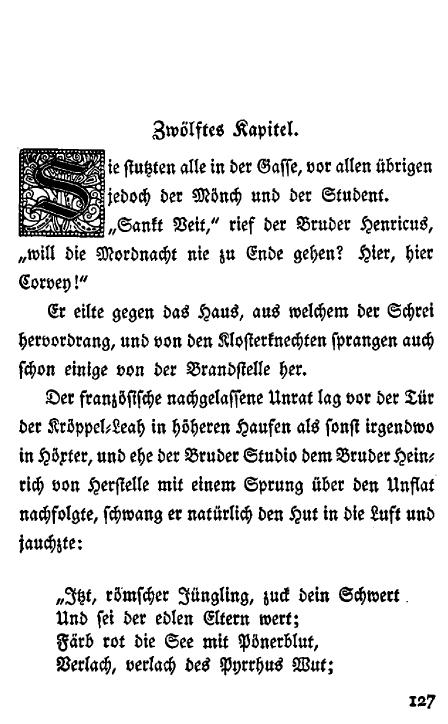 Zwölftes Kapitel.
Sie stutzten alle in der Gasse, vor allen übrigen
jedoch der Mönch und der Student.
„Sankt Veit,“ rief der Bruder Henricus,
„will die Mordnacht nie zu Ende gehen? Hier, hier
Corvey!“
Er eilte gegen das Haus, aus welchem der Schrei
hervordrang, und von den Klosterknechten sprangen auch
schon einige von der Brandstelle her.
Der französische nachgelassene Unrat lag vor der Tür
der Kröppel-Leah in höheren Haufen als sonst irgendwo
in Höxter, und ehe der Bruder Studio dem Bruder Hein-
rich von Herstelle mit einem Sprung über den Unflat
nachfolgte, schwang er natürlich den Hut in die Luft und
jauchzte:
„Itzt, römscher Jüngling, zuck dein Schwert
Und sei der edlen Eltern wert;
Färb rot die See mit Pönerblut,
Verlach, verlach des Pyrrhus Wut;
127